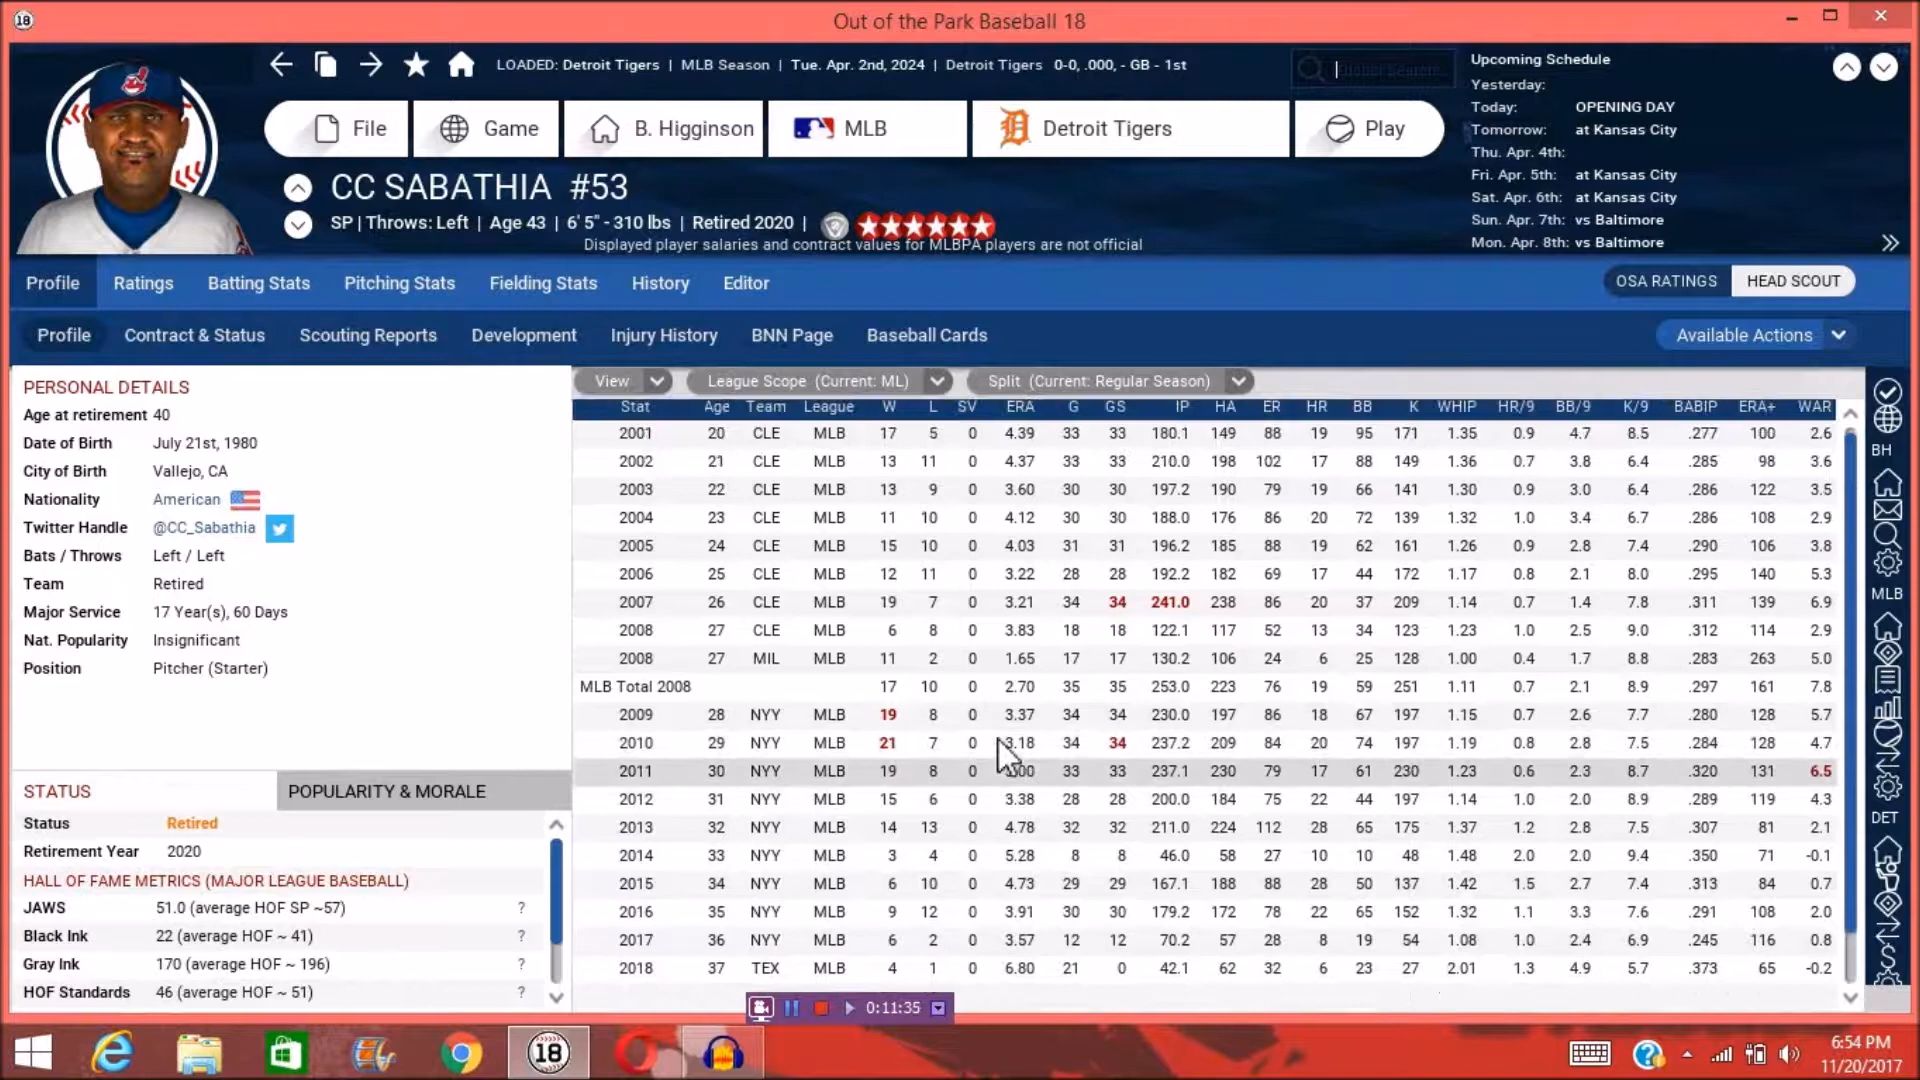 18 Out of the Park Baseball 18
LOADED: Detroit Tigers | MLB Season | Tue. Apr. 2nd, 2024 | Detroit Tigers 0-0, .000, - GB - 1st
Upcoming Schedule
Yesterday:
Today: OPENING DAY
Tomorrow: at Kansas City
Thu. Apr. 4th:
Fri. Apr. 5th: at Kansas City
Sat. Apr. 6th: at Kansas City
Sun. Apr. 7th: vs Baltimore
Mon. Apr. 8th: vs Baltimore
File Game B. Higginson MLB Detroit Tigers Play
CC SABATHIA #53
SP | Throws: Left | Age 43 | 6' 5" - 310 lbs | Retired 2020 |
Displayed player salaries and contract values for MLBPA players are not official
Profile Ratings Batting Stats Pitching Stats Fielding Stats History Editor OSA RATINGS HEAD SCOUT
Profile Contract & Status Scouting Reports Development Injury History BNN Page Baseball Cards Available Actions
PERSONAL DETAILS
Age at retirement 40
Date of Birth July 21st, 1980
City of Birth Vallejo, CA
Nationality American
Twitter Handle @CC_Sabathia
Bats / Throws Left / Left
Team Retired
Major Service 17 Year(s), 60 Days
Nat. Popularity Insignificant
Position Pitcher (Starter)
STATUS POPULARITY & MORALE
Status Retired
Retirement Year 2020
HALL OF FAME METRICS (MAJOR LEAGUE BASEBALL)
JAWS 51.0 (average HOF SP ~57) ?
Black Ink 22 (average HOF ~ 41) ?
Gray Ink 170 (average HOF ~ 196) ?
HOF Standards 46 (average HOF ~ 51) ?
View League Scope (Current: ML) Split (Current: Regular Season)
Stat Age Team League W L SV ERA G GS IP HA ER HR BB K WHIP HR/9 BB/9 K/9 BABIP ERA+ WAR
2001 20 CLE MLB 17 5 0 4.39 33 33 180.1 149 88 19 95 171 1.35 0.9 4.7 8.5 .277 100 2.6
2002 21 CLE MLB 13 11 0 4.37 33 33 210.0 198 102 17 88 149 1.36 0.7 3.8 6.4 .285 98 3.6
2003 22 CLE MLB 13 9 0 3.60 30 30 197.2 190 79 19 66 141 1.30 0.9 3.0 6.4 .286 122 3.5
2004 23 CLE MLB 11 10 0 4.12 30 30 188.0 176 86 20 72 139 1.32 1.0 3.4 6.7 .286 108 2.9
2005 24 CLE MLB 15 10 0 4.03 31 31 196.2 185 88 19 62 161 1.26 0.9 2.8 7.4 .290 106 3.8
2006 25 CLE MLB 12 11 0 3.22 28 28 192.2 182 69 17 44 172 1.17 0.8 2.1 8.0 .295 140 5.3
2007 26 CLE MLB 19 7 0 3.21 34 34 241.0 238 86 20 37 209 1.14 0.7 1.4 7.8 .311 139 6.9
2008 27 CLE MLB 6 8 0 3.83 18 18 122.1 117 52 13 34 123 1.23 1.0 2.5 9.0 .312 114 2.9
2008 27 MIL MLB 11 2 0 1.65 17 17 130.2 106 24 6 25 128 1.00 0.4 1.7 8.8 .283 263 5.0
MLB Total 2008 17 10 0 2.70 35 35 253.0 223 76 19 59 251 1.11 0.7 2.1 8.9 .297 161 7.8
2009 28 NYY MLB 19 8 0 3.37 34 34 230.0 197 86 18 67 197 1.15 0.7 2.6 7.7 .280 128 5.7
2010 29 NYY MLB 21 7 0 3.18 34 34 237.2 209 84 20 74 197 1.19 0.8 2.8 7.5 .284 128 4.7
2011 30 NYY MLB 19 8 0 33 33 237.1 230 79 17 61 230 1.23 0.6 2.3 8.7 .320 131 6.5
2012 31 NYY MLB 15 6 0 3.38 28 28 200.0 184 75 22 44 197 1.14 1.0 2.0 8.9 .289 119 4.3
2013 32 NYY MLB 14 13 0 4.78 32 32 211.0 224 112 28 65 175 1.37 1.2 2.8 7.5 .307 81 2.1
2014 33 NYY MLB 3 4 0 5.28 8 8 46.0 58 27 10 10 48 1.48 2.0 2.0 9.4 .350 71 -0.1
2015 34 NYY MLB 6 10 0 4.73 29 29 167.1 188 88 28 50 137 1.42 1.5 2.7 7.4 .313 84 0.7
2016 35 NYY MLB 9 12 0 3.91 30 30 179.2 172 78 22 65 152 1.32 1.1 3.3 7.6 .291 108 2.0
2017 36 NYY MLB 6 2 0 3.57 12 12 70.2 57 28 8 19 54 1.08 1.0 2.4 6.9 .245 116 0.8
2018 37 TEX MLB 4 1 0 6.80 21 0 42.1 62 32 6 23 27 2.01 1.3 4.9 5.7 .373 65 -0.2
BH
MLB
DET
0:11:35
18
6:54 PM
11/20/2017